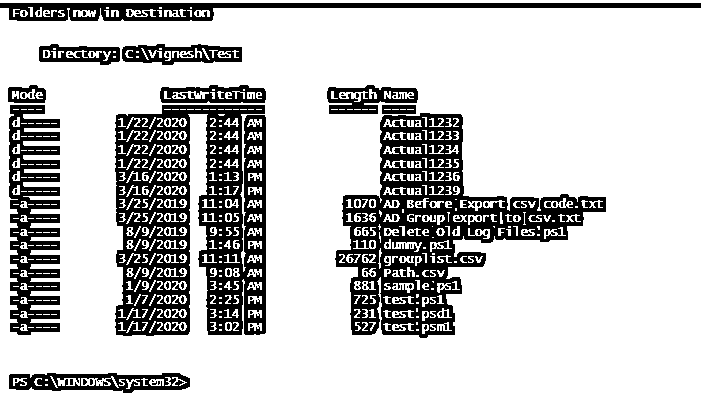 Folders now in Destination
Directory: C:\Vignesh\Test
Mode LastWriteTime Length Name
---- ------------- ------ ----
d----- 1/22/2020 2:44 AM Actual1232
d----- 1/22/2020 2:44 AM Actual1233
d----- 1/22/2020 2:44 AM Actual1234
d----- 1/22/2020 2:44 AM Actual1235
d----- 3/16/2020 1:13 PM Actual1236
d----- 3/16/2020 1:17 PM Actual1239
-a---- 3/25/2019 11:04 AM 1070 AD Before Export csv code.txt
-a---- 3/25/2019 11:05 AM 1636 AD Group export to csv.txt
-a---- 8/9/2019 9:55 AM 665 Delete Old Log Files.ps1
-a---- 8/9/2019 1:46 PM 110 dummy.ps1
-a---- 3/25/2019 11:11 AM 26762 grouplist.csv
-a---- 8/9/2019 9:08 AM 66 Path.csv
-a---- 1/9/2020 3:45 AM 881 sample.ps1
-a---- 1/7/2020 2:25 PM 725 test.ps1
-a---- 1/17/2020 3:14 PM 231 test.psd1
-a---- 1/17/2020 3:02 PM 527 test.psm1
PS C:\WINDOWS\system32>